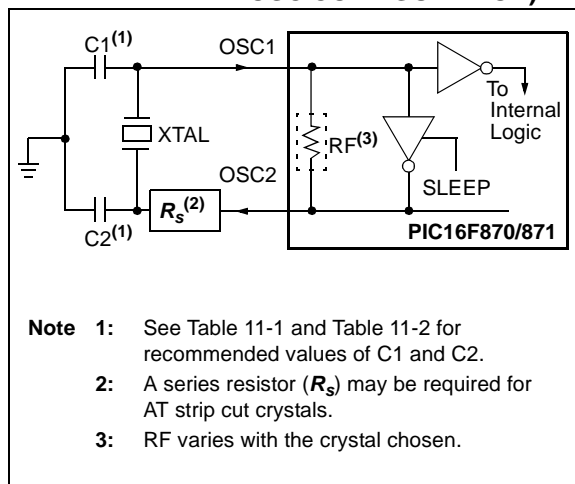 C1(1)
OSC1
To
Internal
Logic
XTAL
RF(3)
OSC2
SLEEP
Rs(2)
C2(1)
PIC16F870/871
Note 1: See Table 11-1 and Table 11-2 for
recommended values of C1 and C2.
2: A series resistor (Rs) may be required for
AT strip cut crystals.
3: RF varies with the crystal chosen.